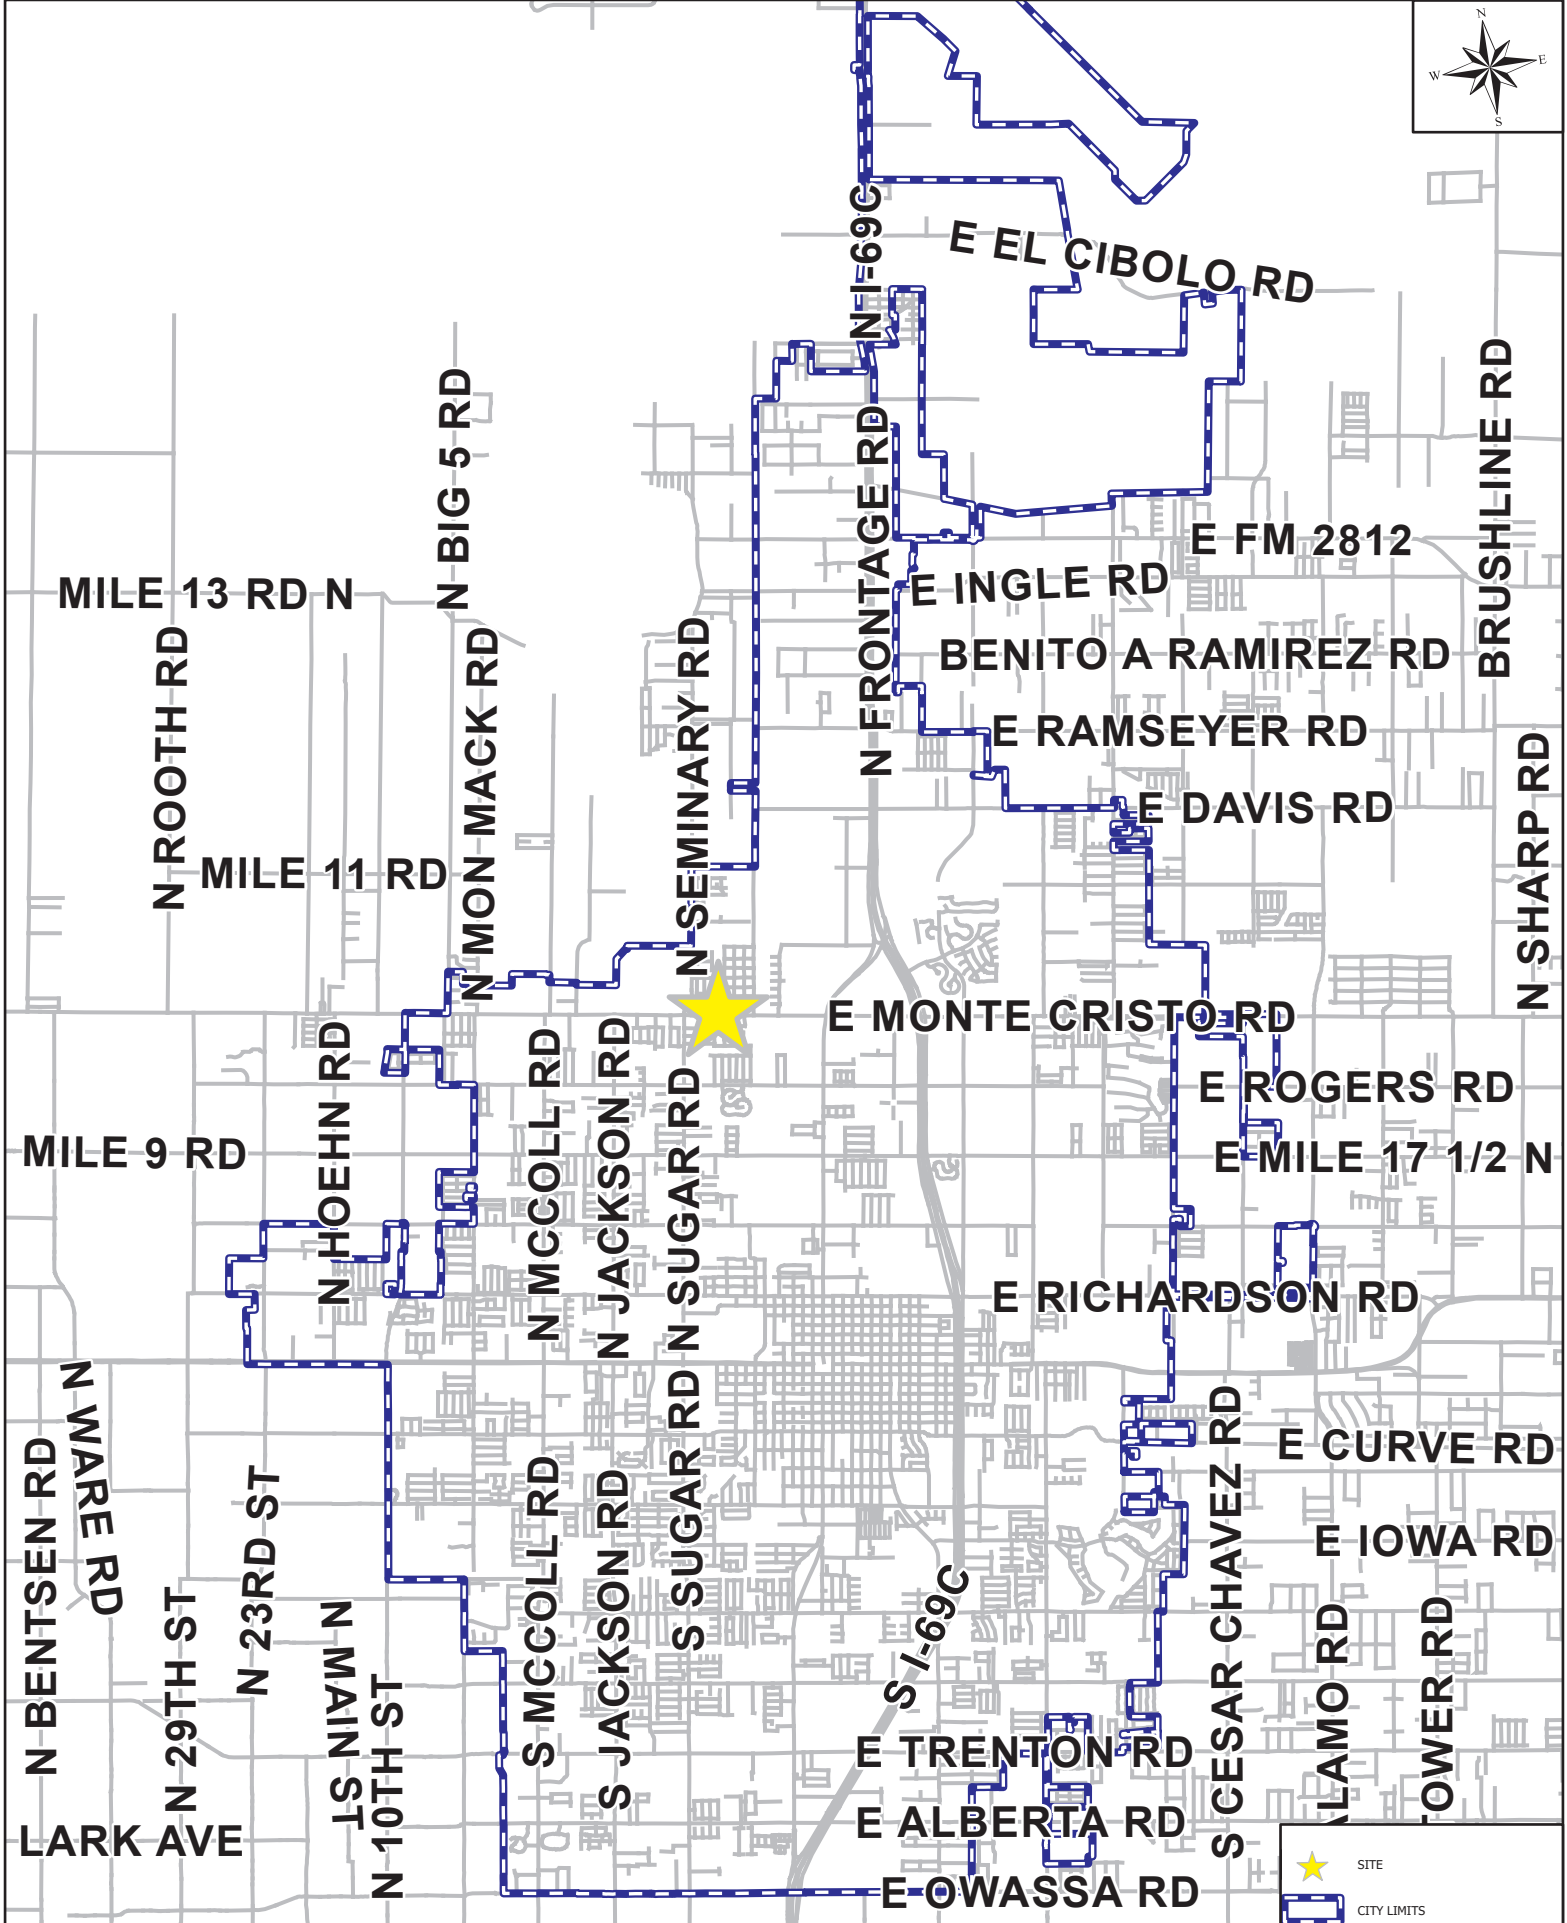 N
W E
S
N I-69C
E EL CIBOLO RD
N BIG 5 RD
BRUSHLINE RD
N FRONTAGE RD
E FM 2812
MILE 13 RD N
E INGLE RD
N ROOTH RD
N MON MACK RD
N SEMINARY RD
BENITO A RAMIREZ RD
E RAMSEYER RD
N SHARP RD
E DAVIS RD
MILE 11 RD
E MONTE CRISTO RD
N HOEHN RD
N MCCOLL RD
N JACKSON RD
N SUGAR RD
E ROGERS RD
MILE 9 RD
E MILE 17 1/2 N
E RICHARDSON RD
N WARE RD
N BENTSEN RD
N 23RD ST
S MCCOLL RD
S JACKSON RD
S SUGAR RD
S CESAR CHAVEZ RD
E CURVE RD
E IOWA RD
N 29TH ST
N MAIN ST
N 10TH ST
S I-69C
ALAMO RD
TOWER RD
E TRENTON RD
E ALBERTA RD
LARK AVE
E OWASSA RD
SITE
CITY LIMITS